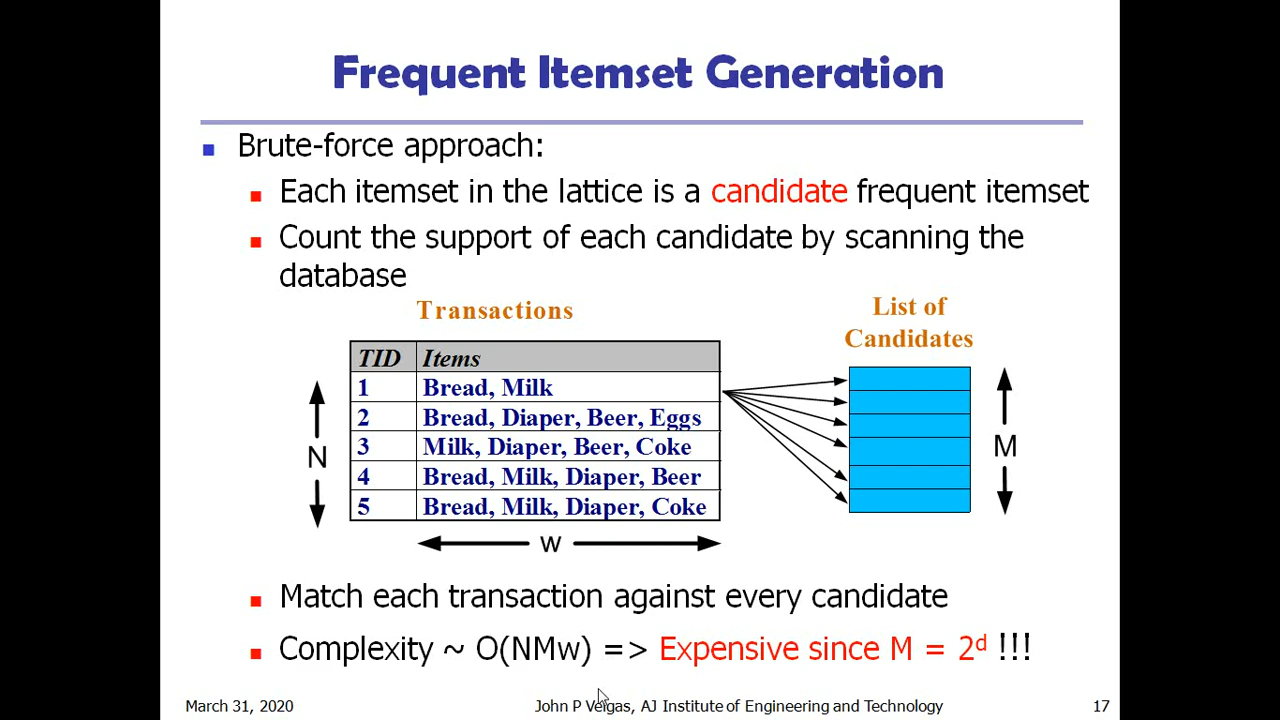 Frequent Itemset Generation
Brute-force approach:
Each itemset in the lattice is a candidate frequent itemset
Count the support of each candidate by scanning the
database
Transactions
List of
Candidates
TID Items
1 Bread, Milk
2 Bread, Diaper, Beer, Eggs
3 Milk, Diaper, Beer, Coke
4 Bread, Milk, Diaper, Beer
5 Bread, Milk, Diaper, Coke
N
M
w
Match each transaction against every candidate
Complexity ~ O(NMw) => Expensive since M = 2ᵈ !!!
March 31, 2020 John P Veigas, AJ Institute of Engineering and Technology 17